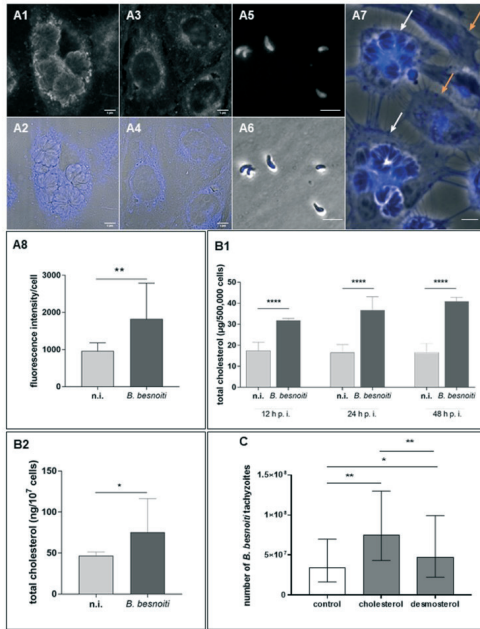 A1
A3
A5
A7
A2
A4
A6
A8
**
fluorescence intensity/cell
3000
2000
1000
0
n.i.
B. besnoiti
B1
total cholesterol (µg/500,000 cells)
60
50
40
30
20
10
0
****
****
****
n.i. B. besnoiti
n.i. B. besnoiti
n.i. B. besnoiti
12 h p. i.
24 h p. i.
48 h p. i.
B2
total cholesterol (ng/10⁷ cells)
150
100
50
0
*
n.i.
B. besnoiti
C
number of B. besnoiti tachyzoites
1.5×10⁸
1×10⁸
5×10⁷
0
**
*
**
control
cholesterol
desmosterol